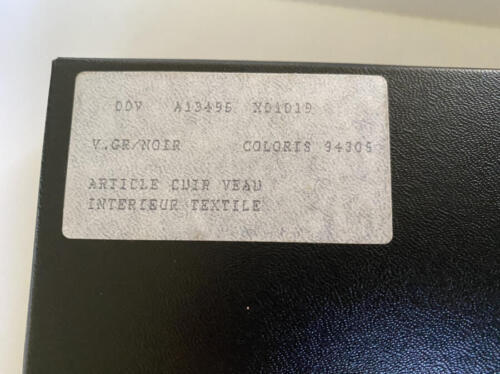 DDV A13495 X01019
V.GR/NOIR COLORIS 94305
ARTICLE CUIR VEAU
INTERIEUR TEXTILE